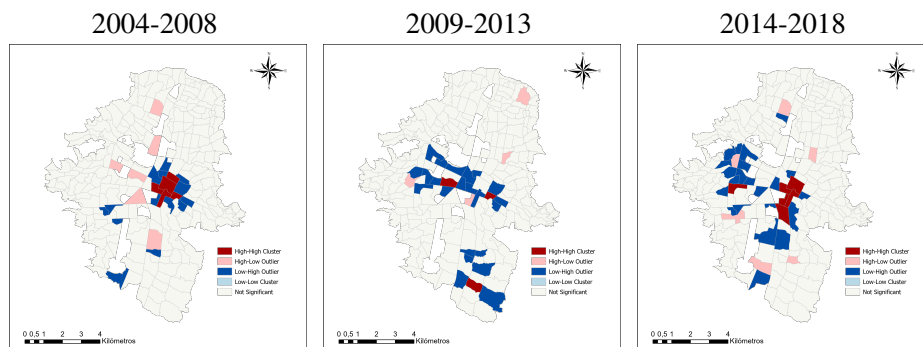 2004-2008
2009-2013
2014-2018
N
High-High Cluster
High-Low Outlier
Low-High Outlier
Low-Low Cluster
Not Significant
0 0,5 1 2 3 4
Kilómetros
High-High Cluster
High-Low Outlier
Low-High Outlier
Low-Low Cluster
Not Significant
0 0,5 1 2 3 4
Kilómetros
High-High Cluster
High-Low Outlier
Low-High Outlier
Low-Low Cluster
Not Significant
0 0,5 1 2 3 4
Kilómetros